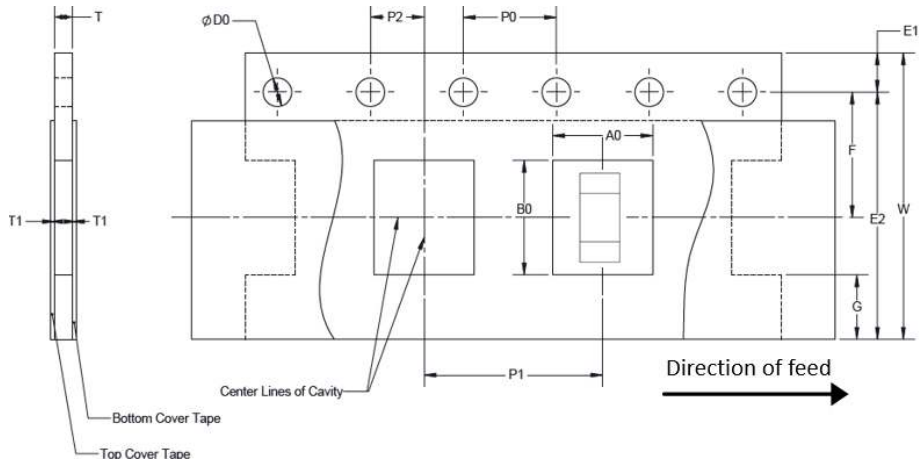 T
ϕD0
P2
P0
E1
A0
F
T1
T1
B0
E2
W
G
P1
Direction of feed
Center Lines of Cavity
Bottom Cover Tape
Top Cover Tape